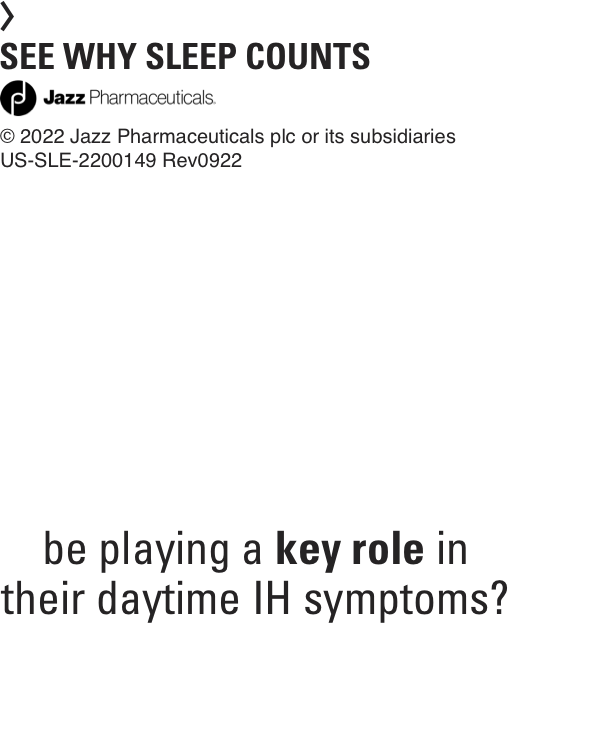 SEE WHY SLEEP COUNTS
Jazz Pharmaceuticals.
© 2022 Jazz Pharmaceuticals plc or its subsidiaries
US-SLE-2200149 Rev0922
be playing a key role in
their daytime IH symptoms?